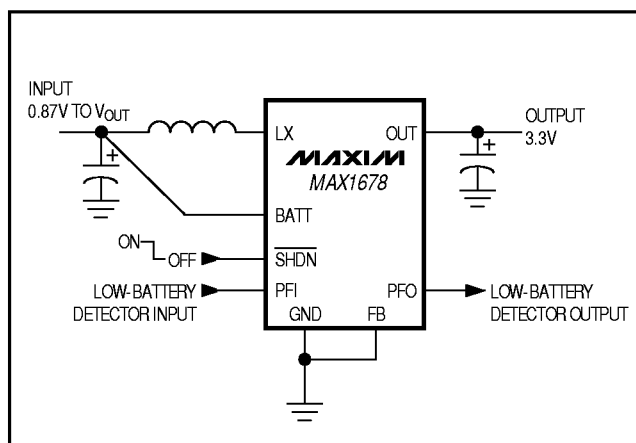 INPUT
0.87V TO VOUT
LX
OUT
OUTPUT
3.3V
MAXIM
MAX1678
BATT
ON
OFF
SHDN
LOW-BATTERY
DETECTOR INPUT
PFI
PFO
LOW-BATTERY
DETECTOR OUTPUT
GND
FB
+
+